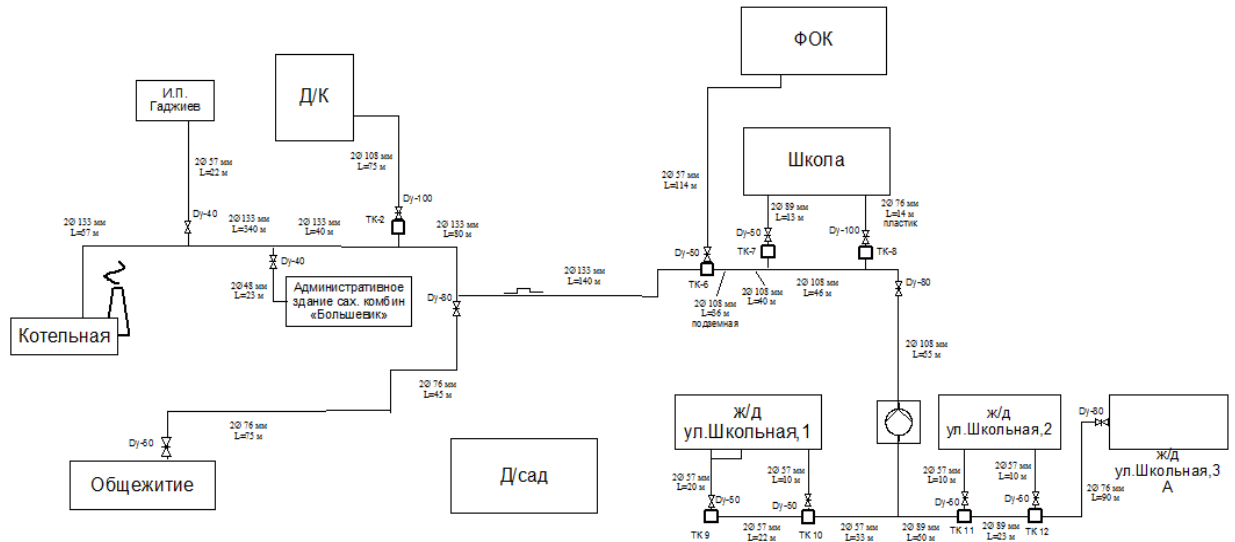 ФОК
И.П.
Гаджиев
Д/К
2Ø 57 мм
L=22 м
2Ø 108 мм
L=75 м
2Ø 57 мм
L=114 м
Школа
2Ø 89 мм
L=13 м
2Ø 76 мм
L=14 м
пластик
Dy-40
Dy-100
ТК-2
2Ø 133 мм
L=67 м
2Ø 133 мм
L=340 м
2Ø 133 мм
L=40 м
2Ø 133 мм
L=80 м
Dy-50
Dy-50
Dy-100
ТК-7
ТК-8
ТК-6
Dy-40
2Ø48 мм
L=23 м
Административное
здание сах. комбин
«Большевик»
Dy-80
2Ø 133 мм
L=140 м
2Ø 108 мм
L=36 м
подземная
2Ø 108 мм
L=40 м
2Ø 108 мм
L=46 м
Dy-80
Котельная
2Ø 108 мм
L=65 м
2Ø 76 мм
L=45 м
2Ø 76 мм
L=75 м
Dy-50
Общежитие
Д/сад
ж/д
ул.Школьная,1
ж/д
ул.Школьная,2
Dy-80
ж/д
ул.Школьная,3
А
2Ø 57 мм
L=20 м
Dy-50
2Ø 57 мм
L=10 м
Dy-50
2Ø 57 мм
L=10 м
Dy-50
2Ø 57 мм
L=10 м
Dy-50
2Ø 76 мм
L=90 м
ТК 9
2Ø 57 мм
L=22 м
ТК 10
2Ø 57 мм
L=33 м
2Ø 89 мм
L=60 м
ТК 11
2Ø 89 мм
L=23 м
ТК 12